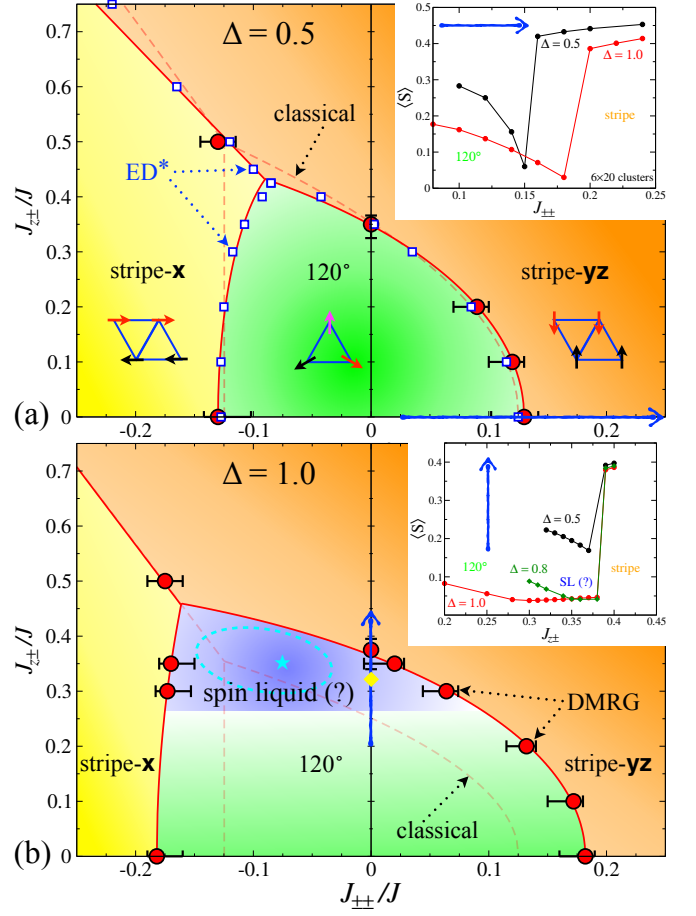 Δ = 0.5
classical
ED*
stripe-x
120°
stripe-yz
(a)
J_z±/J
0.7
0.6
0.5
0.4
0.3
0.2
0.1
0
-0.2
-0.1
0
0.1
0.2
⟨S⟩
0.5
0.4
0.3
0.2
0.1
0
Δ = 0.5
Δ = 1.0
stripe
120°
6×20 clusters
0.1
0.15
0.2
0.25
J_±±
Δ = 1.0
spin liquid (?)
DMRG
stripe-x
120°
stripe-yz
classical
(b)
J_z±/J
0.7
0.6
0.5
0.4
0.3
0.2
0.1
0
-0.2
-0.1
0
0.1
0.2
J_±±/J
⟨S⟩
0.4
0.3
0.2
0.1
Δ = 0.5
120°
Δ = 0.8
SL (?)
stripe
Δ = 1.0
0.2
0.25
0.3
0.35
0.4
0.45
J_z±